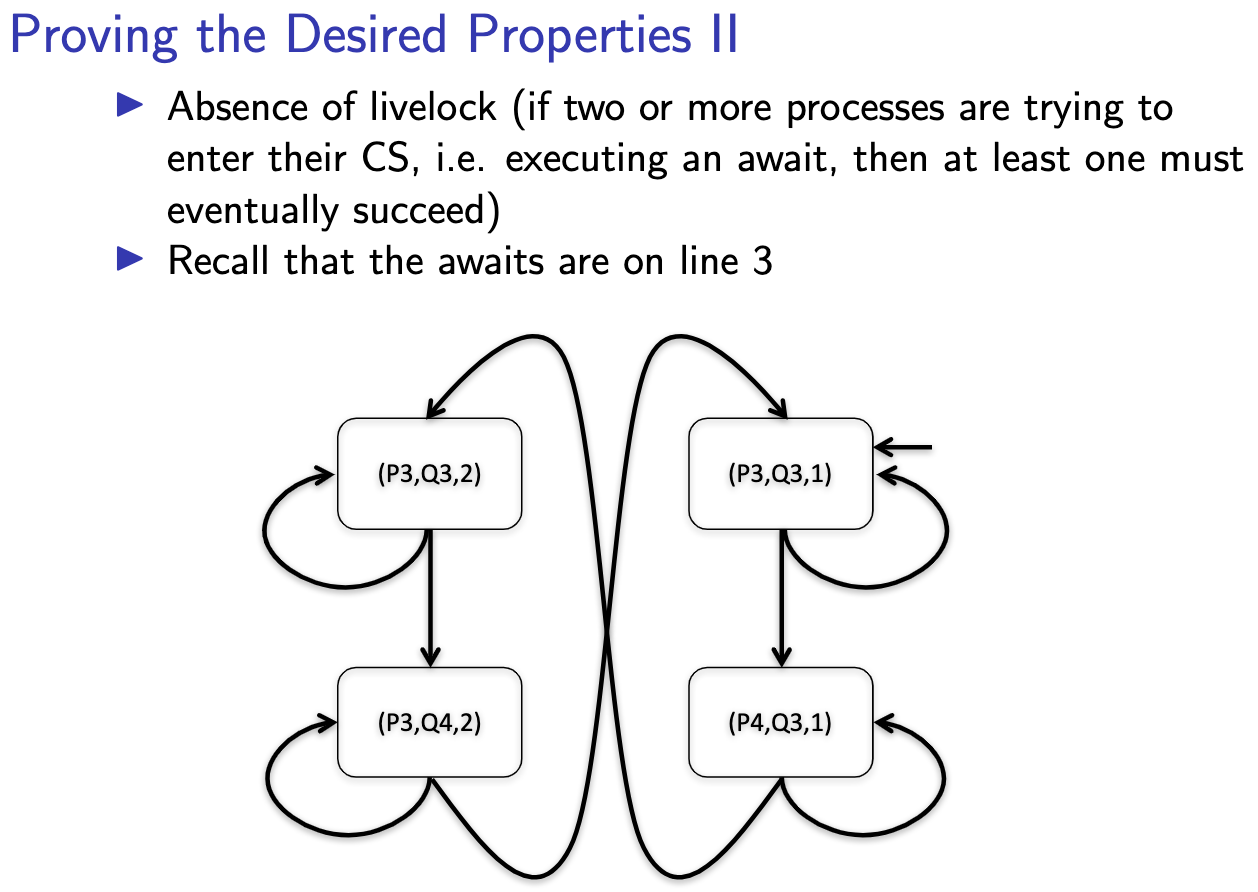 Proving the Desired Properties II
▶ Absence of livelock (if two or more processes are trying to
enter their CS, i.e. executing an await, then at least one must
eventually succeed)
▶ Recall that the awaits are on line 3
(P3,Q3,2)
(P3,Q3,1)
(P3,Q4,2)
(P4,Q3,1)